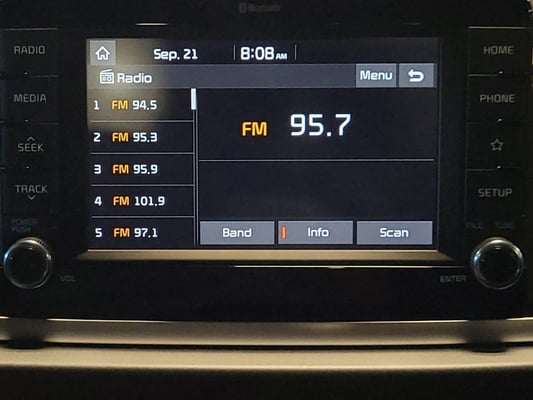 Bluetooth
RADIO
MEDIA
SEEK
TRACK
POWER
PUSH
VOL
Sep. 21 8:08 AM
Radio Menu
1 FM 94.5
2 FM 95.3
3 FM 95.9
4 FM 101.9
5 FM 97.1
FM 95.7
Band Info Scan
HOME
PHONE
SETUP
FILE TUNE
ENTER